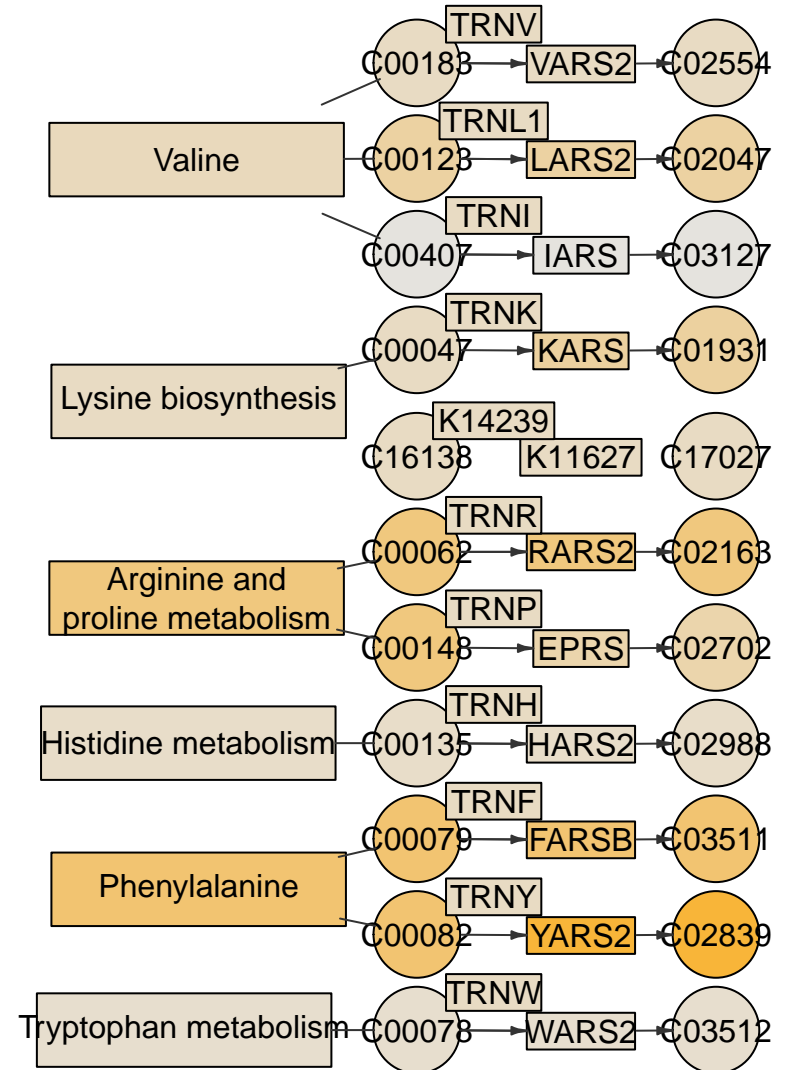 TRNV
C00183 VARS2 C02554
TRNL1
Valine C00123 LARS2 C02047
TRNI
C00407 IARS C03127
TRNK
C00047 KARS C01931
Lysine biosynthesis
K14239
C16138 K11627 C17027
TRNR
C00062 RARS2 C02163
Arginine and
proline metabolism
TRNP
C00148 EPRS C02702
TRNH
Histidine metabolism C00135 HARS2 C02988
TRNF
C00079 FARSB C03511
Phenylalanine
TRNY
C00082 YARS2 C02839
TRNW
Tryptophan metabolism C00078 WARS2 C03512